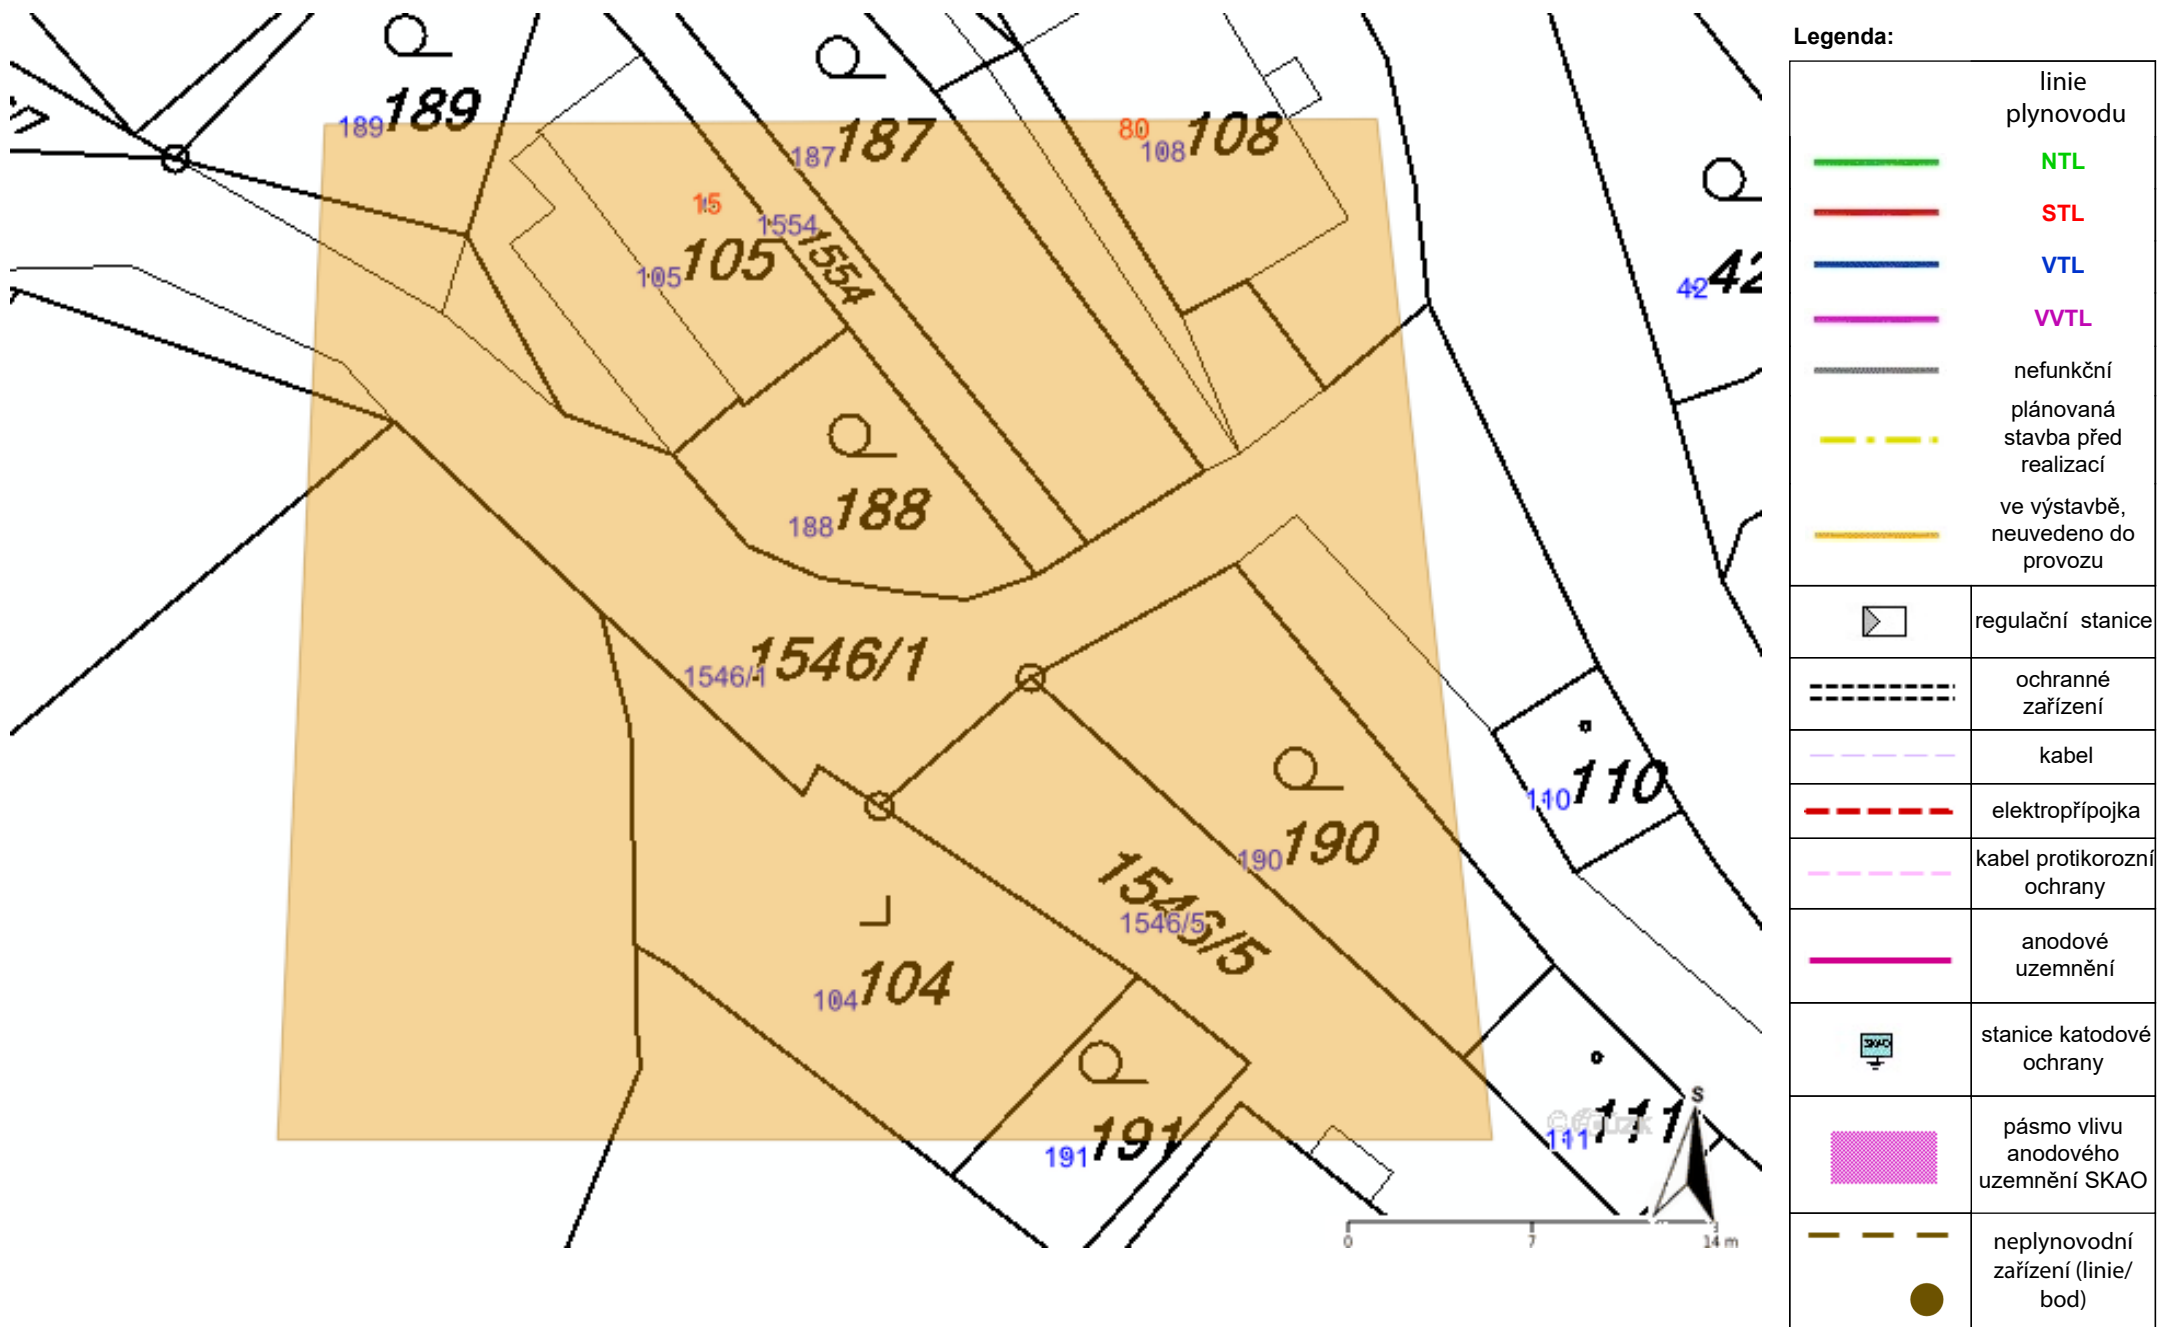 Legenda:
linie
plynovodu
NTL
STL
VTL
VVTL
nefunkční
plánovaná
stavba před
realizací
ve výstavbě,
neuvedeno do
provozu
regulační stanice
ochranné
zařízení
kabel
elektropřípojka
kabel protikorozní
ochrany
anodové
uzemnění
SKAO
stanice katodové
ochrany
pásmo vlivu
anodového
uzemnění SKAO
neplynovodní
zařízení (linie/
bod)
189
189
187
187
80
108
108
15
1554
1554
105
105
42
42
188
188
1546/1
1546/1
110
110
190
190
1546/5
1546/5
104
104
191
191
111
111
S
0
7
14 m